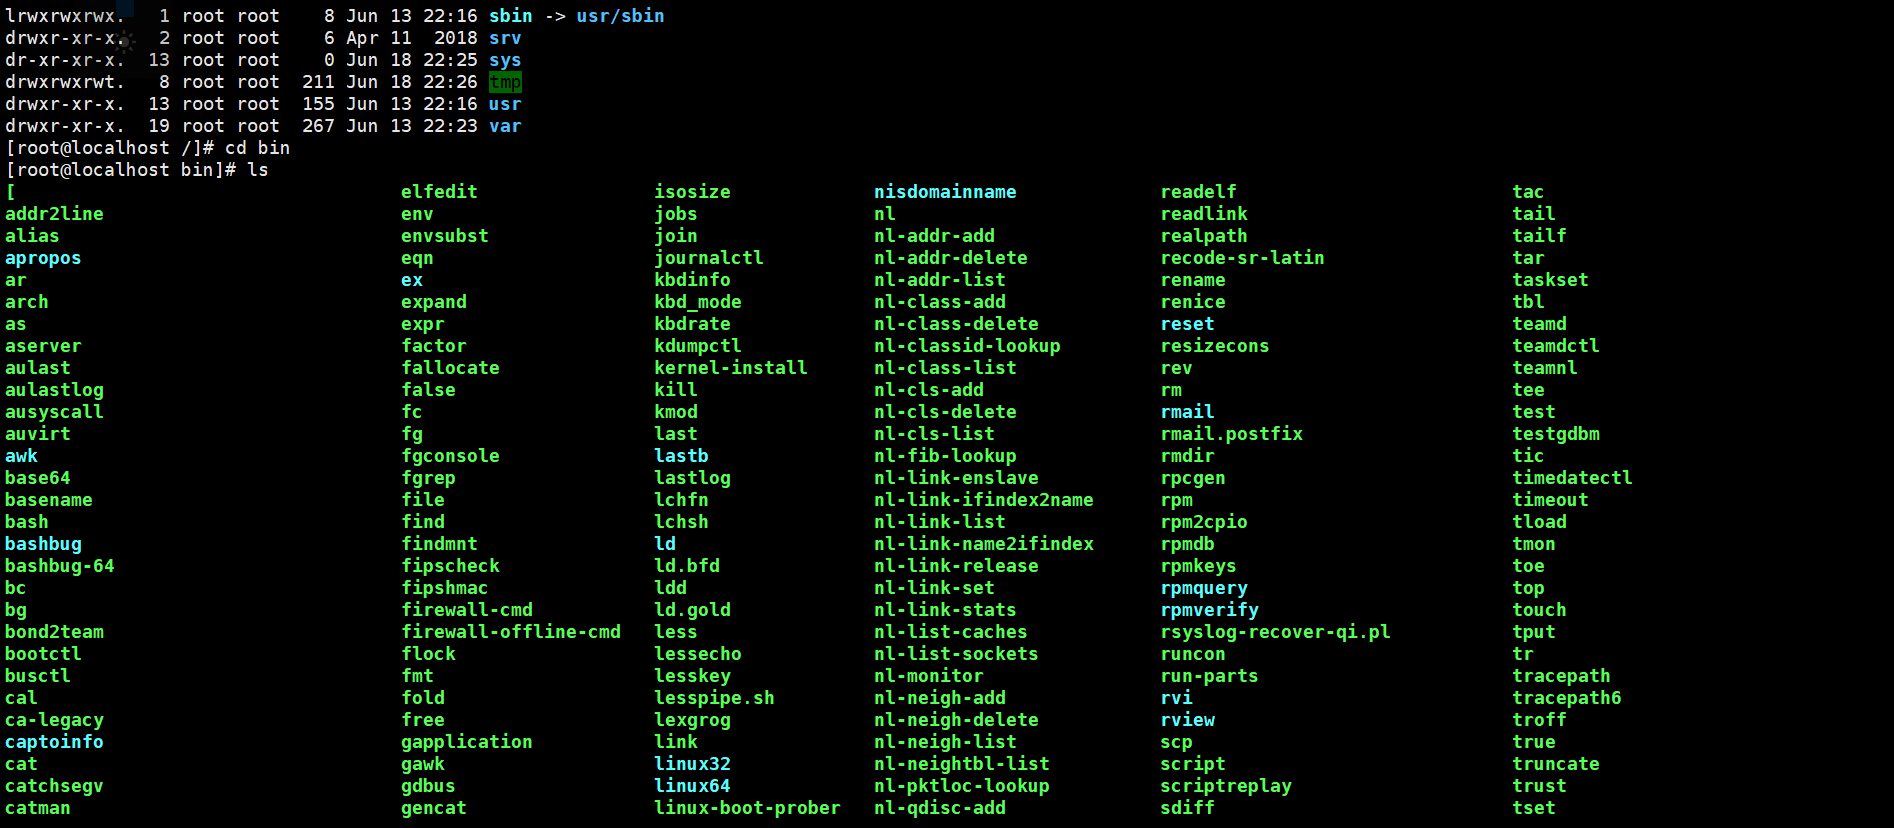 lrwxrwxrwx.   1 root root    8 Jun 13 22:16 sbin -> usr/sbin
drwxr-xr-x.   2 root root    6 Apr 11  2018 srv
dr-xr-xr-x.  13 root root    0 Jun 18 22:25 sys
drwxrwxrwt.   8 root root  211 Jun 18 22:26 tmp
drwxr-xr-x.  13 root root  155 Jun 13 22:16 usr
drwxr-xr-x.  19 root root  267 Jun 13 22:23 var
[root@localhost /]# cd bin
[root@localhost bin]# ls
[ elfedit isosize nisdomainname readelf tac
addr2line env jobs nl readlink tail
alias envsubst join nl-addr-add realpath tailf
apropos eqn journalctl nl-addr-delete recode-sr-latin tar
ar ex kbdinfo nl-addr-list rename taskset
arch expand kbd_mode nl-class-add renice tbl
as expr kbdrate nl-class-delete reset teamd
aserver factor kdumpctl nl-classid-lookup resizecons teamdctl
aulast fallocate kernel-install nl-class-list rev teamnl
aulastlog false kill nl-cls-add rm tee
ausyscall fc kmod nl-cls-delete rmail test
auvirt fg last nl-cls-list rmail.postfix testgdbm
awk fgconsole lastb nl-fib-lookup rmdir tic
base64 fgrep lastlog nl-link-enslave rpcgen timedatectl
basename file lchfn nl-link-ifindex2name rpm timeout
bash find lchsh nl-link-list rpm2cpio tload
bashbug findmnt ld nl-link-name2ifindex rpmdb tmon
bashbug-64 fipscheck ld.bfd nl-link-release rpmkeys toe
bc fipshmac ldd nl-link-set rpmquery top
bg firewall-cmd ld.gold nl-link-stats rpmverify touch
bond2team firewall-offline-cmd less nl-list-caches rsyslog-recover-qi.pl tput
bootctl flock lessecho nl-list-sockets runcon tr
busctl fmt lesskey nl-monitor run-parts tracepath
cal fold lesspipe.sh nl-neigh-add rvi tracepath6
ca-legacy free lexgrog nl-neigh-delete rview troff
captoinfo gapplication link nl-neigh-list scp true
cat gawk linux32 nl-neightbl-list script truncate
catchsegv gdbus linux64 nl-pktloc-lookup scriptreplay trust
catman gencat linux-boot-prober nl-qdisc-add sdiff tset